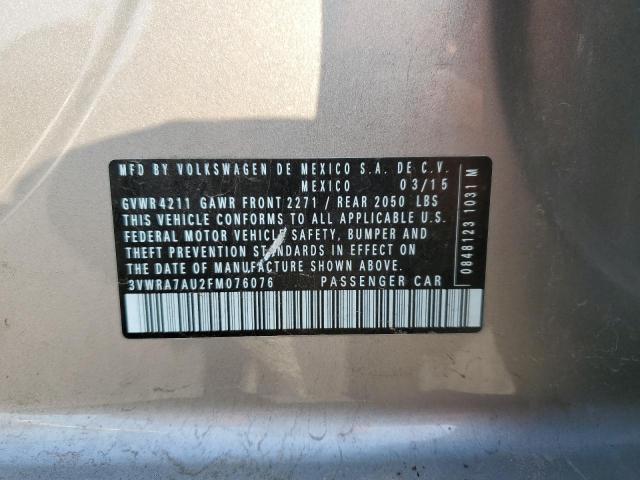 MFD BY VOLKSWAGEN DE MEXICO S.A. DE C.V.
MEXICO 03/15
GVWR 4211 GAWR FRONT 2271 / REAR 2050 LBS
THIS VEHICLE CONFORMS TO ALL APPLICABLE U.S.
FEDERAL MOTOR VEHICLE SAFETY, BUMPER AND
THEFT PREVENTION STANDARDS IN EFFECT ON
THE DATE OF MANUFACTURE SHOWN ABOVE.
3VWRA7AU2FM076076 PASSENGER CAR
0848123 1031 M